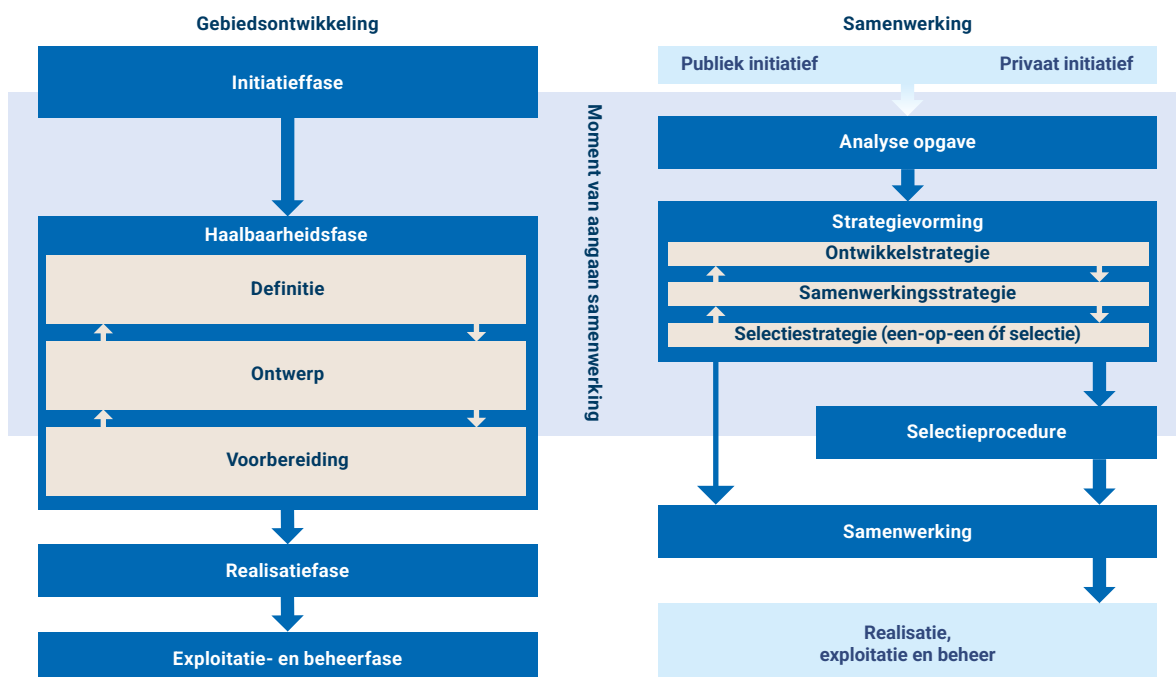 Gebiedsontwikkeling
Initiatieffase
Haalbaarheidsfase
Definitie
Ontwerp
Voorbereiding
Realisatiefase
Exploitatie- en beheerfase
Moment van aangaan samenwerking
Samenwerking
Publiek initiatief
Privaat initiatief
Analyse opgave
Strategievorming
Ontwikkelstrategie
Samenwerkingsstrategie
Selectiestrategie (een-op-een óf selectie)
Selectieprocedure
Samenwerking
Realisatie,
exploitatie en beheer